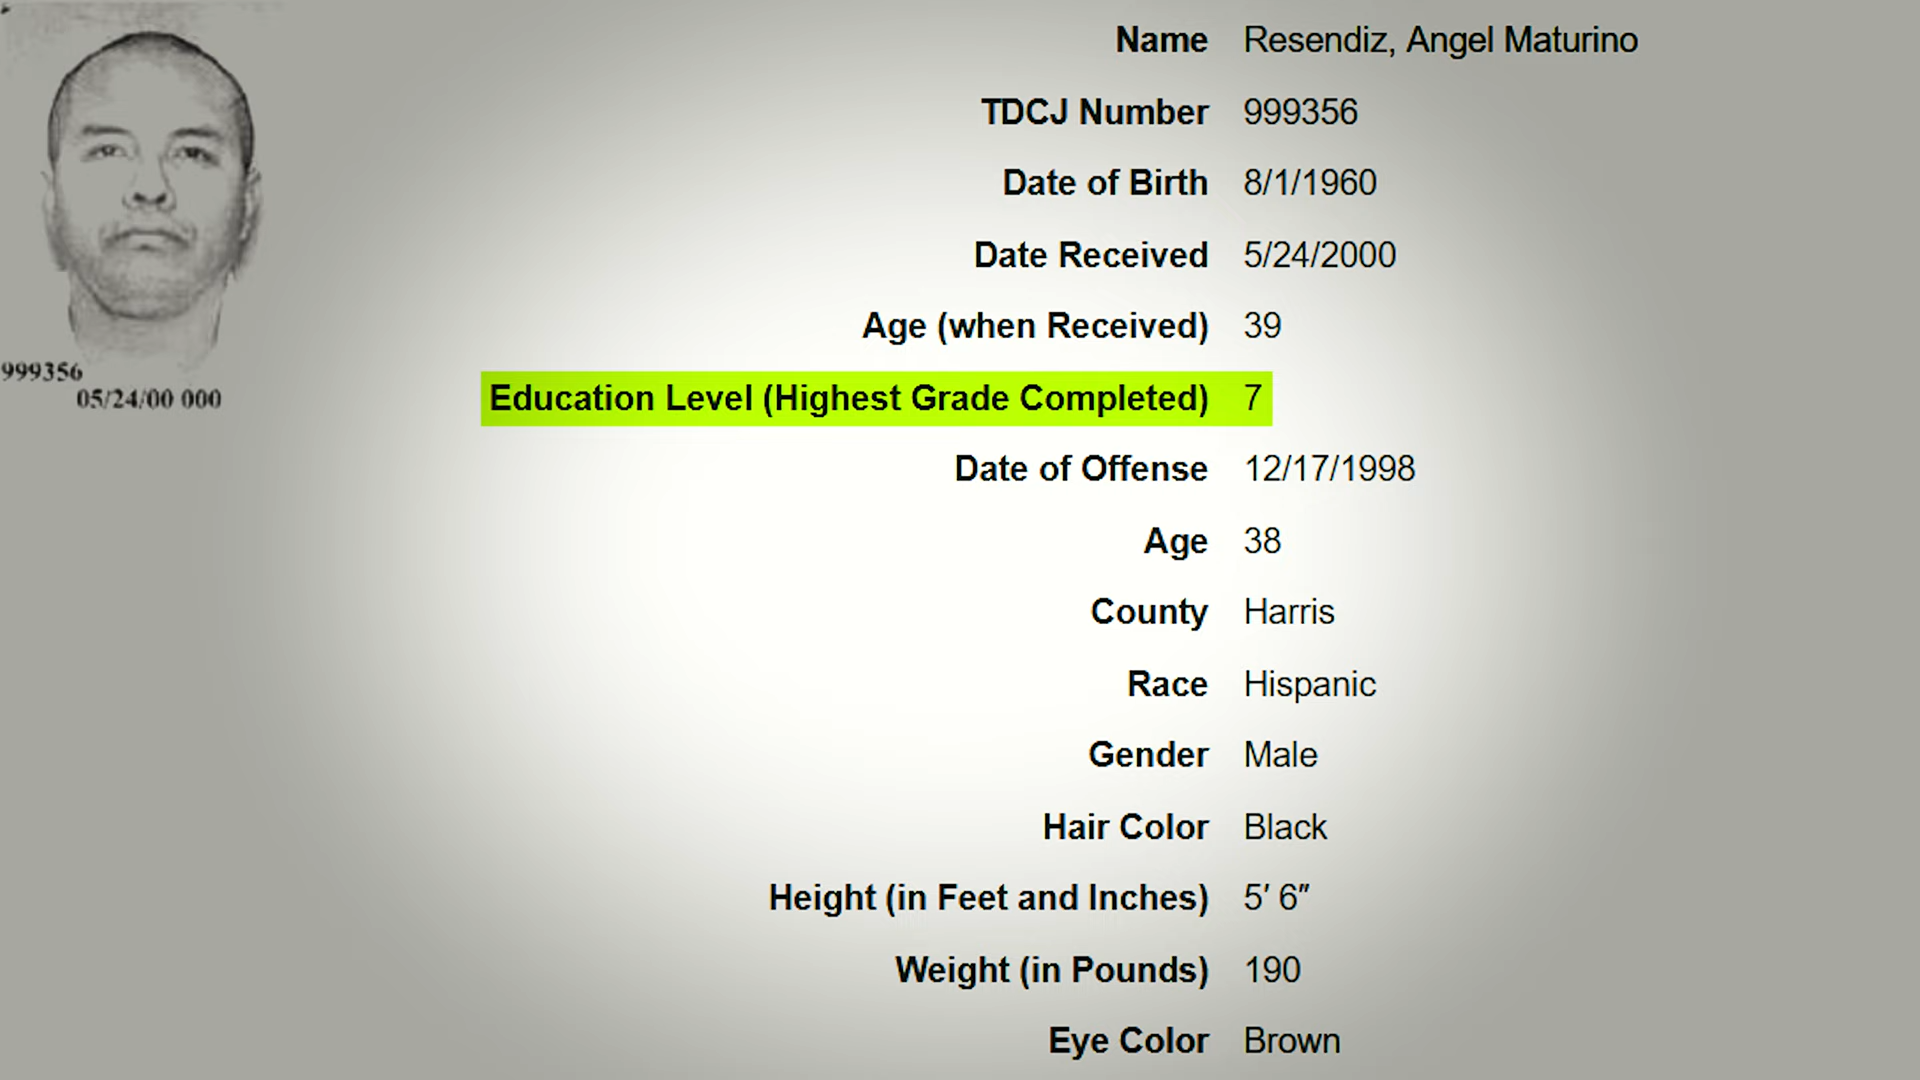 Name Resendiz, Angel Maturino
TDCJ Number 999356
Date of Birth 8/1/1960
Date Received 5/24/2000
Age (when Received) 39
999356
05/24/00 000
Education Level (Highest Grade Completed) 7
Date of Offense 12/17/1998
Age 38
County Harris
Race Hispanic
Gender Male
Hair Color Black
Height (in Feet and Inches) 5′ 6″
Weight (in Pounds) 190
Eye Color Brown